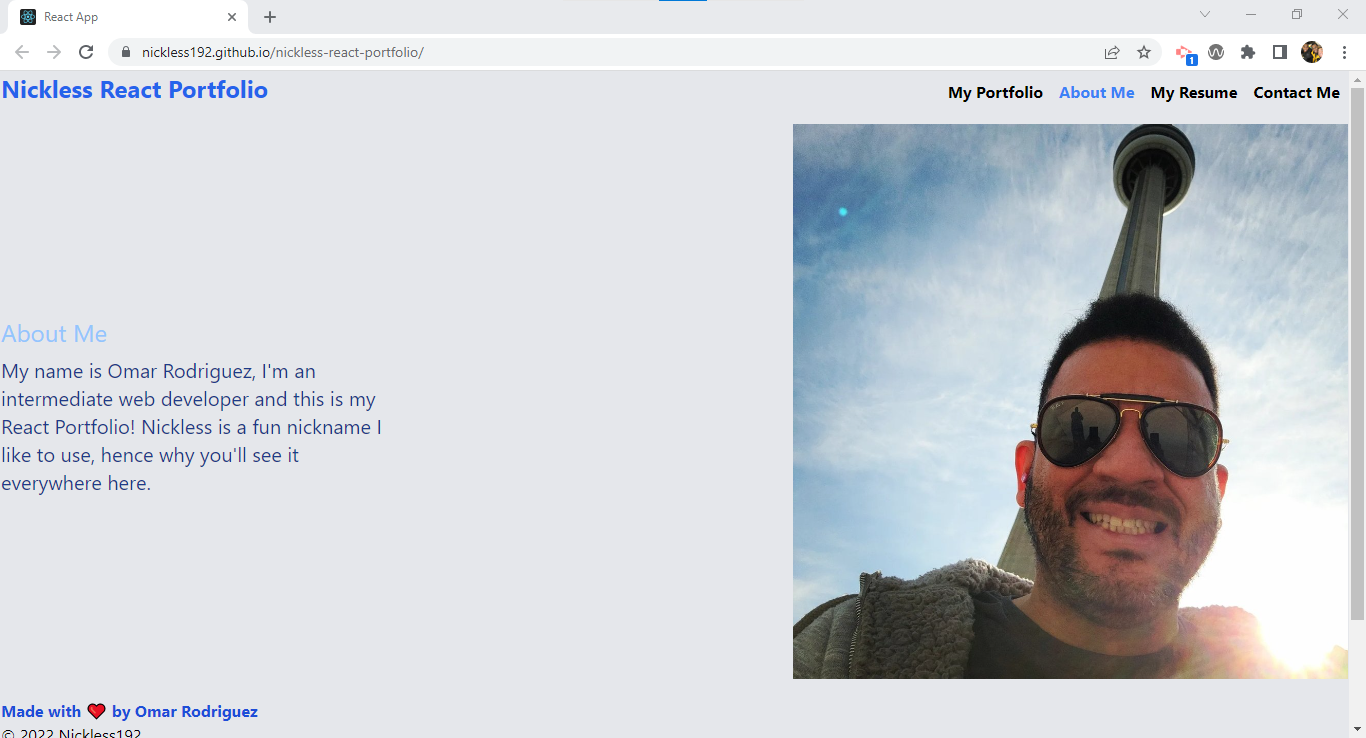 React App
nickless192.github.io/nickless-react-portfolio/
1
Nickless React Portfolio
My Portfolio About Me My Resume Contact Me
About Me
My name is Omar Rodriguez, I'm an
intermediate web developer and this is my
React Portfolio! Nickless is a fun nickname I
like to use, hence why you'll see it
everywhere here.
Made with ❤️ by Omar Rodriguez
© 2022 Nickless192